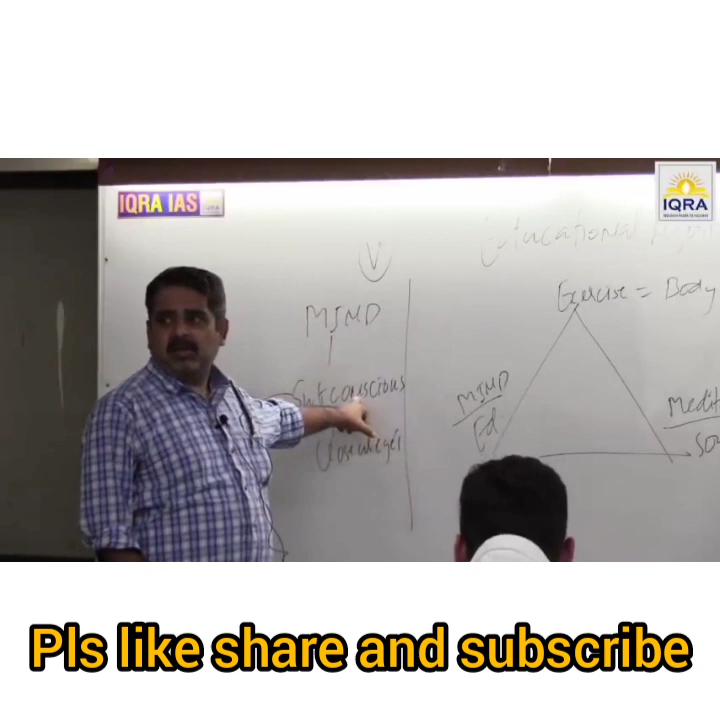 IQRA IAS
IQRA
Educational
V
Exercise = Body
MIND
MIND
Ed
Subconscious
Medit
So
Pls like share and subscribe